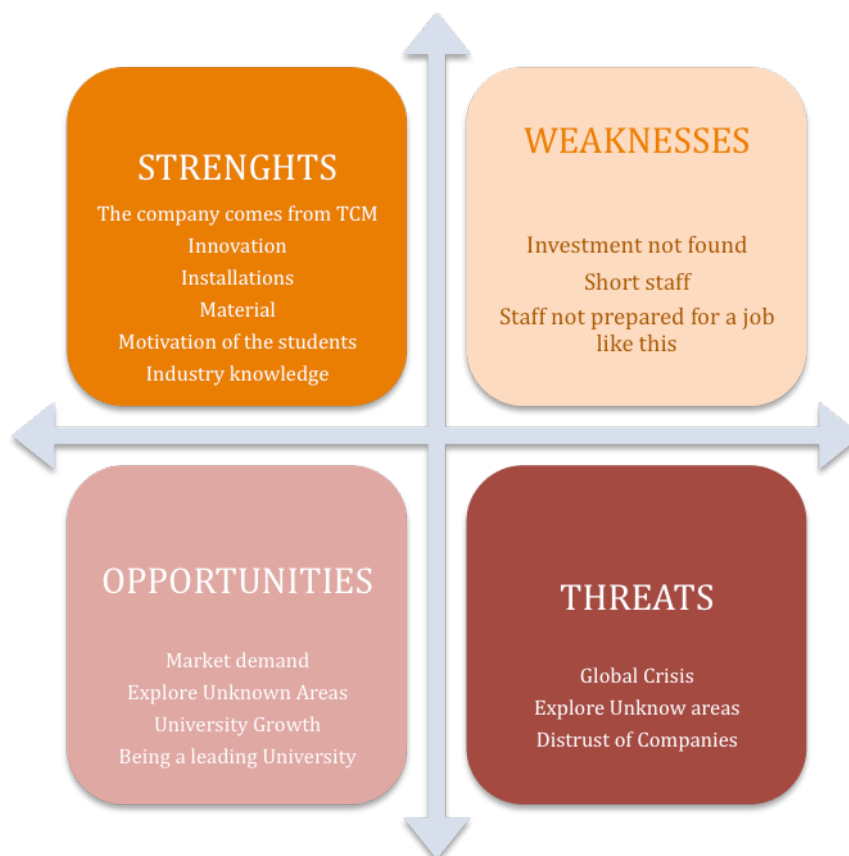 STRENGHTS
The company comes from TCM
Innovation
Installations
Material
Motivation of the students
Industry knowledge
WEAKNESSES
Investment not found
Short staff
Staff not prepared for a job
like this
OPPORTUNITIES
Market demand
Explore Unknown Areas
University Growth
Being a leading University
THREATS
Global Crisis
Explore Unknow areas
Distrust of Companies